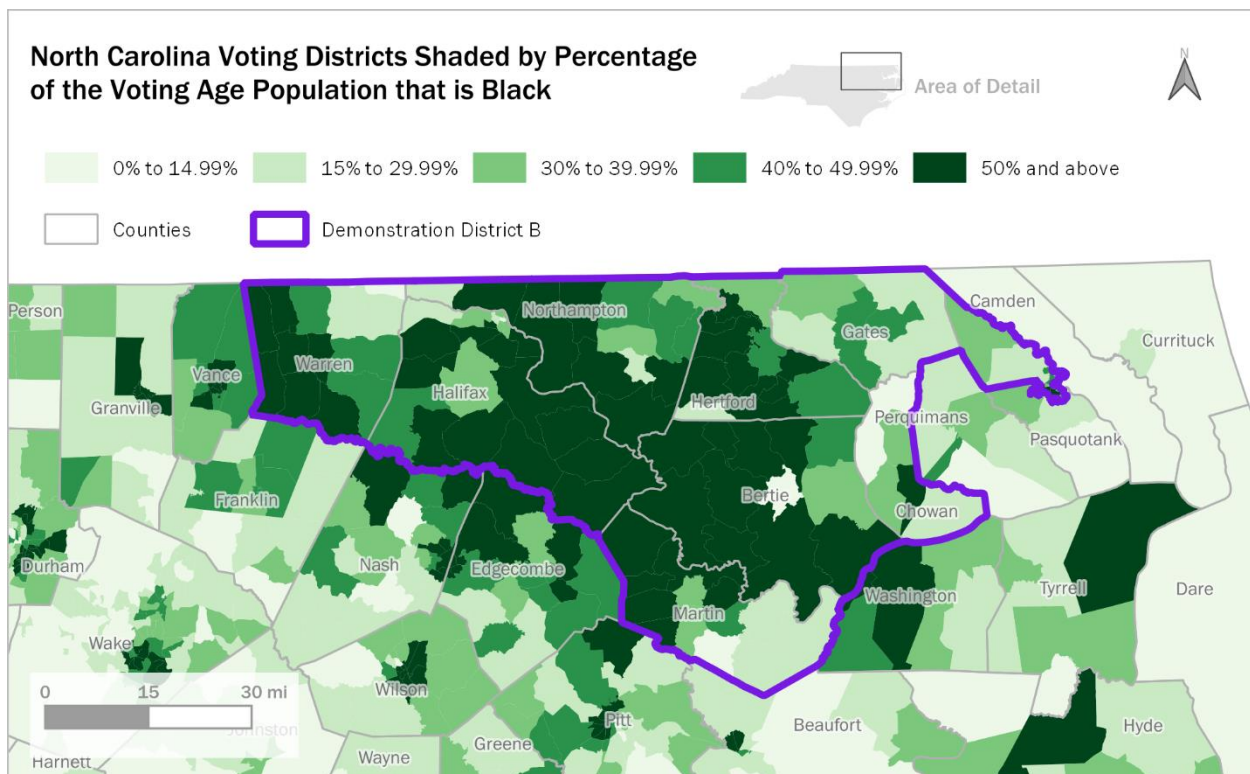 North Carolina Voting Districts Shaded by Percentage
of the Voting Age Population that is Black
Area of Detail
N
0% to 14.99%
15% to 29.99%
30% to 39.99%
40% to 49.99%
50% and above
Counties
Demonstration District B
Person
Granville
Vance
Warren
Halifax
Northampton
Hertford
Gates
Camden
Currituck
Perquimans
Pasquotank
Chowan
Bertie
Franklin
Nash
Edgecombe
Martin
Washington
Tyrrell
Dare
Durham
Wake
Wilson
Pitt
Beaufort
Hyde
Greene
Wayne
Johnston
Harnett
0 15 30 mi